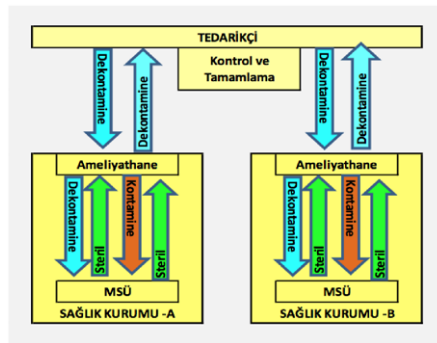 TEDARİKÇİ
Kontrol ve
Tamamlama
Dekontamine
Dekontamine
Dekontamine
Dekontamine
Ameliyathane
Dekontamine
Steril
Kontamine
Steril
MSÜ
SAĞLIK KURUMU -A
Ameliyathane
Dekontamine
Steril
Kontamine
Steril
MSÜ
SAĞLIK KURUMU -B